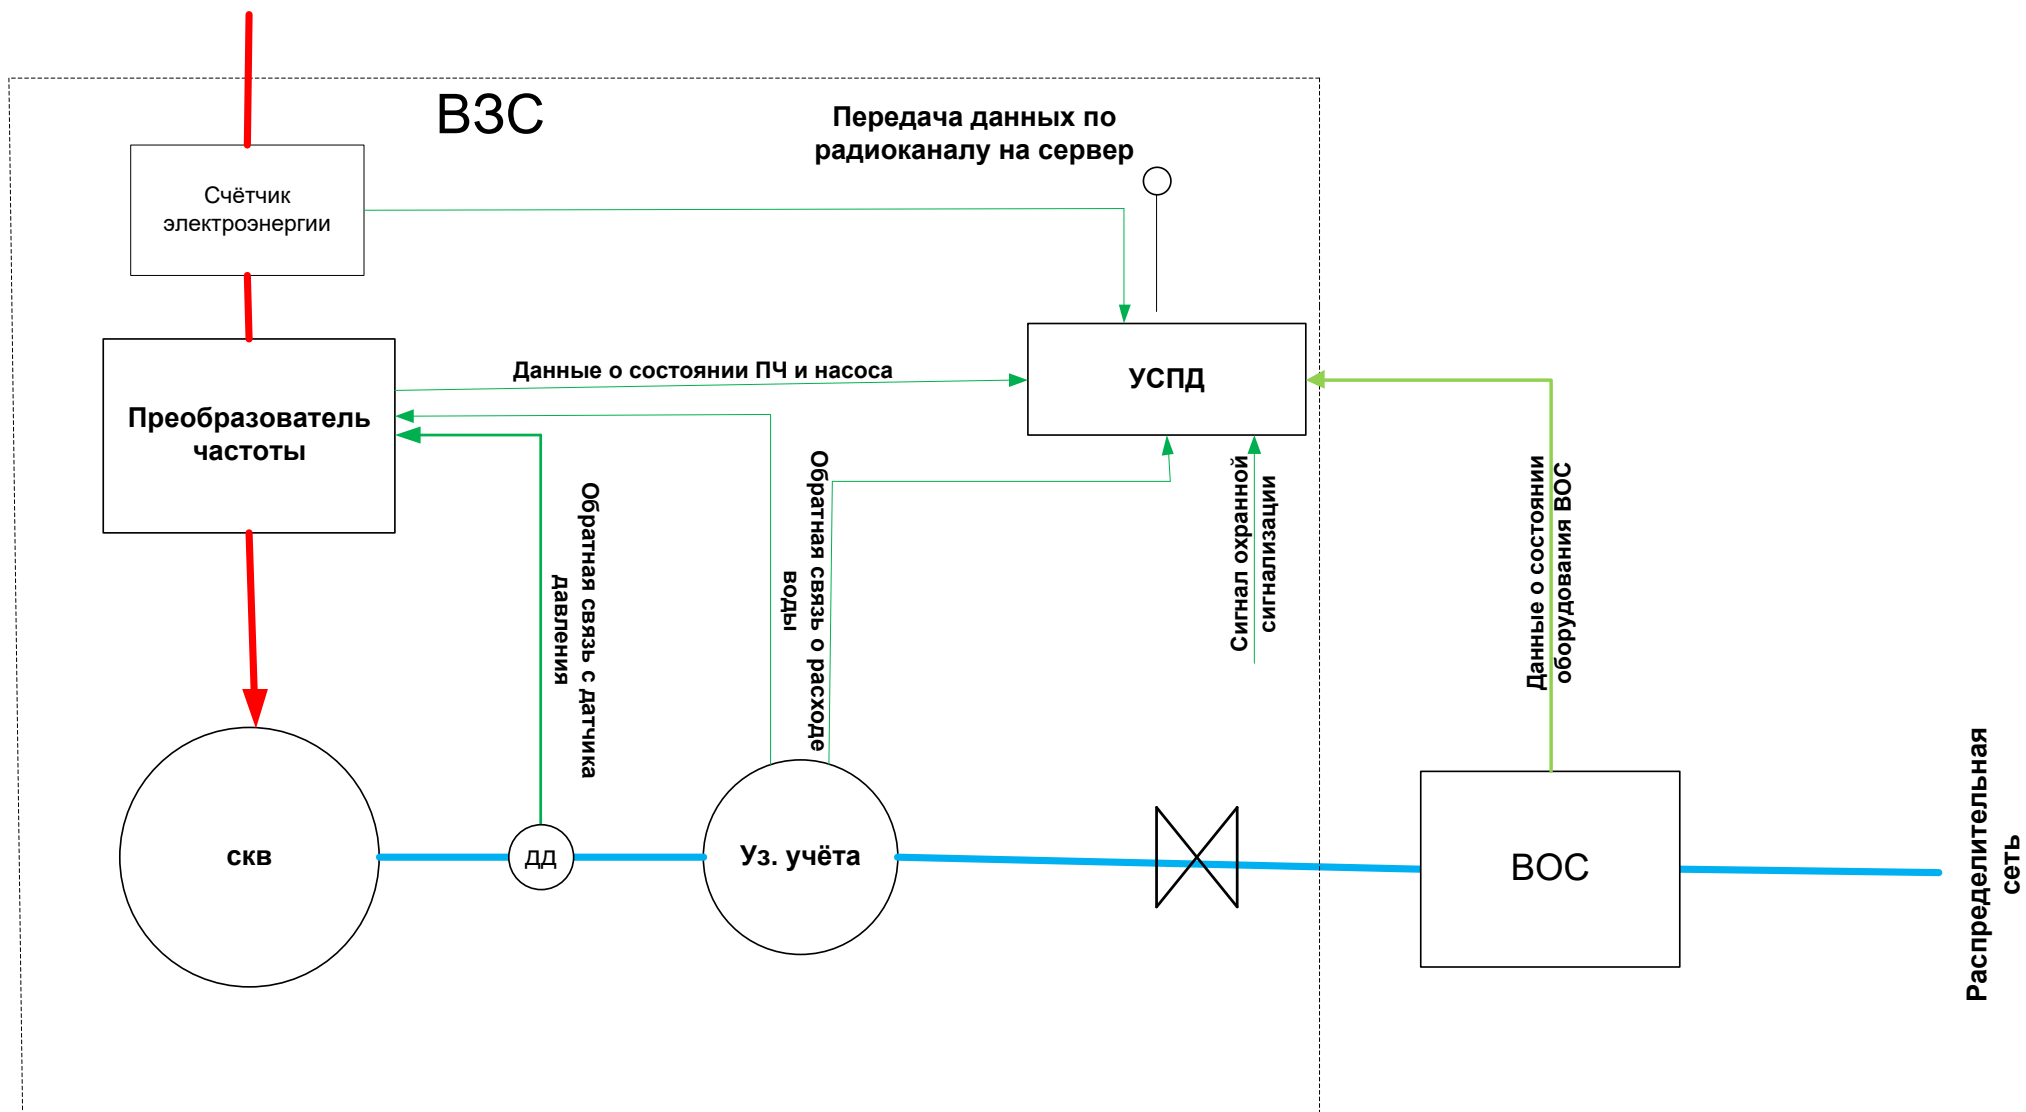 ВЗС
Передача данных по
радиоканалу на сервер
Счётчик
электроэнергии
Данные о состоянии ПЧ и насоса
УСПД
Преобразователь
частоты
Обратная связь с датчика
давления
Обратная связь о расходе
воды
Сигнал охранной
сигнализации
Данные о состоянии
оборудования ВОС
скв
дд
Уз. учёта
ВОС
Распределительная
сеть